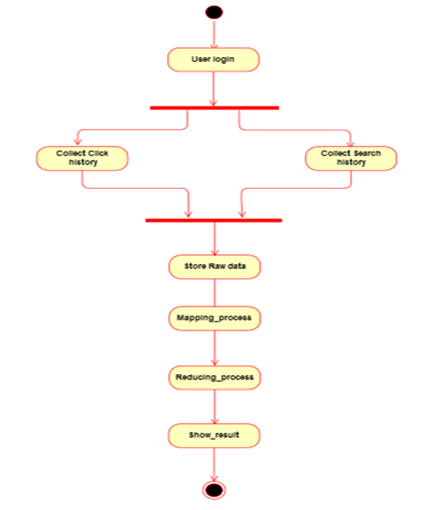 User login
Collect Click
history
Collect Search
history
Store Raw data
Mapping_process
Reducing_process
Show_result